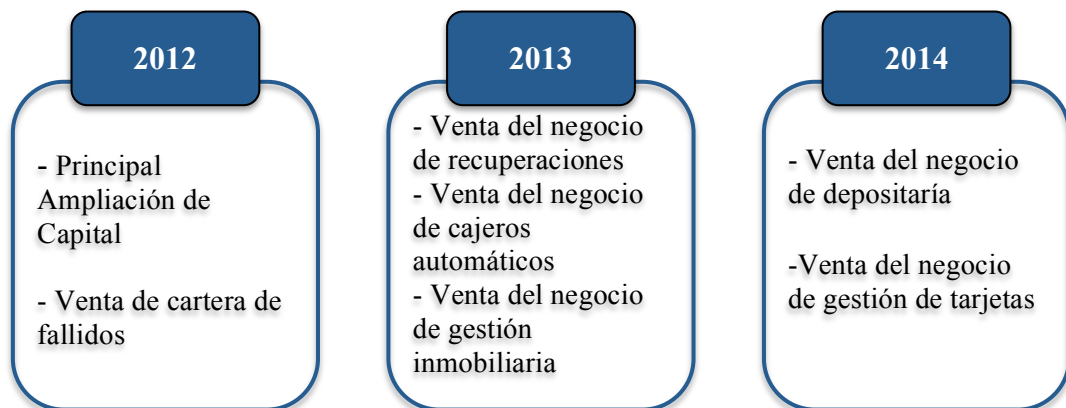 2012
- Principal
Ampliación de
Capital
- Venta de cartera de
fallidos
2013
- Venta del negocio
de recuperaciones
- Venta del negocio
de cajeros
automáticos
- Venta del negocio
de gestión
inmobiliaria
2014
- Venta del negocio
de depositaría
-Venta del negocio
de gestión de tarjetas